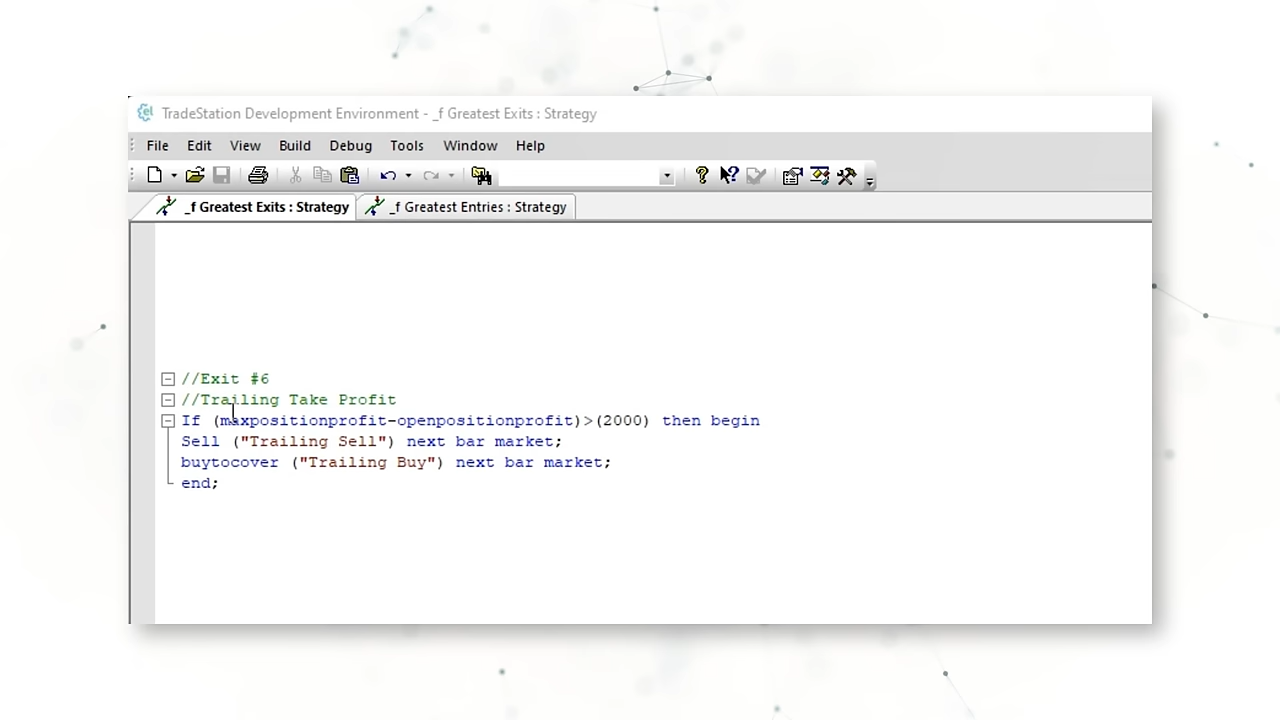 TradeStation Development Environment - _f Greatest Exits : Strategy
File Edit View Build Debug Tools Window Help
_f Greatest Exits : Strategy _f Greatest Entries : Strategy
//Exit #6
//Trailing Take Profit
If (maxpositionprofit-openpositionprofit)>(2000) then begin
Sell ("Trailing Sell") next bar market;
buytocover ("Trailing Buy") next bar market;
end;